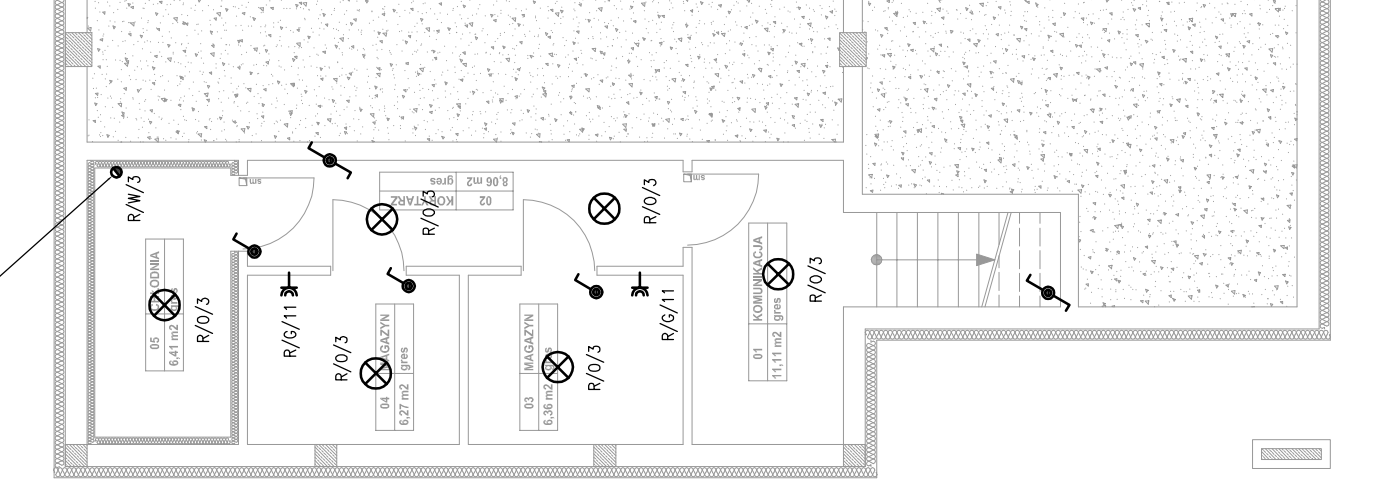 R/W/3
sm
gres
8,06 m2
KORYTARZ
02
R/O/3
R/O/3
sm
05
6,41 m2
R/O/3
R/G/11
R/O/3
04
MAGAZYN
6,27 m2
gres
03
MAGAZYN
6,36 m2
R/O/3
R/G/11
01
KOMUNIKACJA
11,11 m2
gres
R/O/3